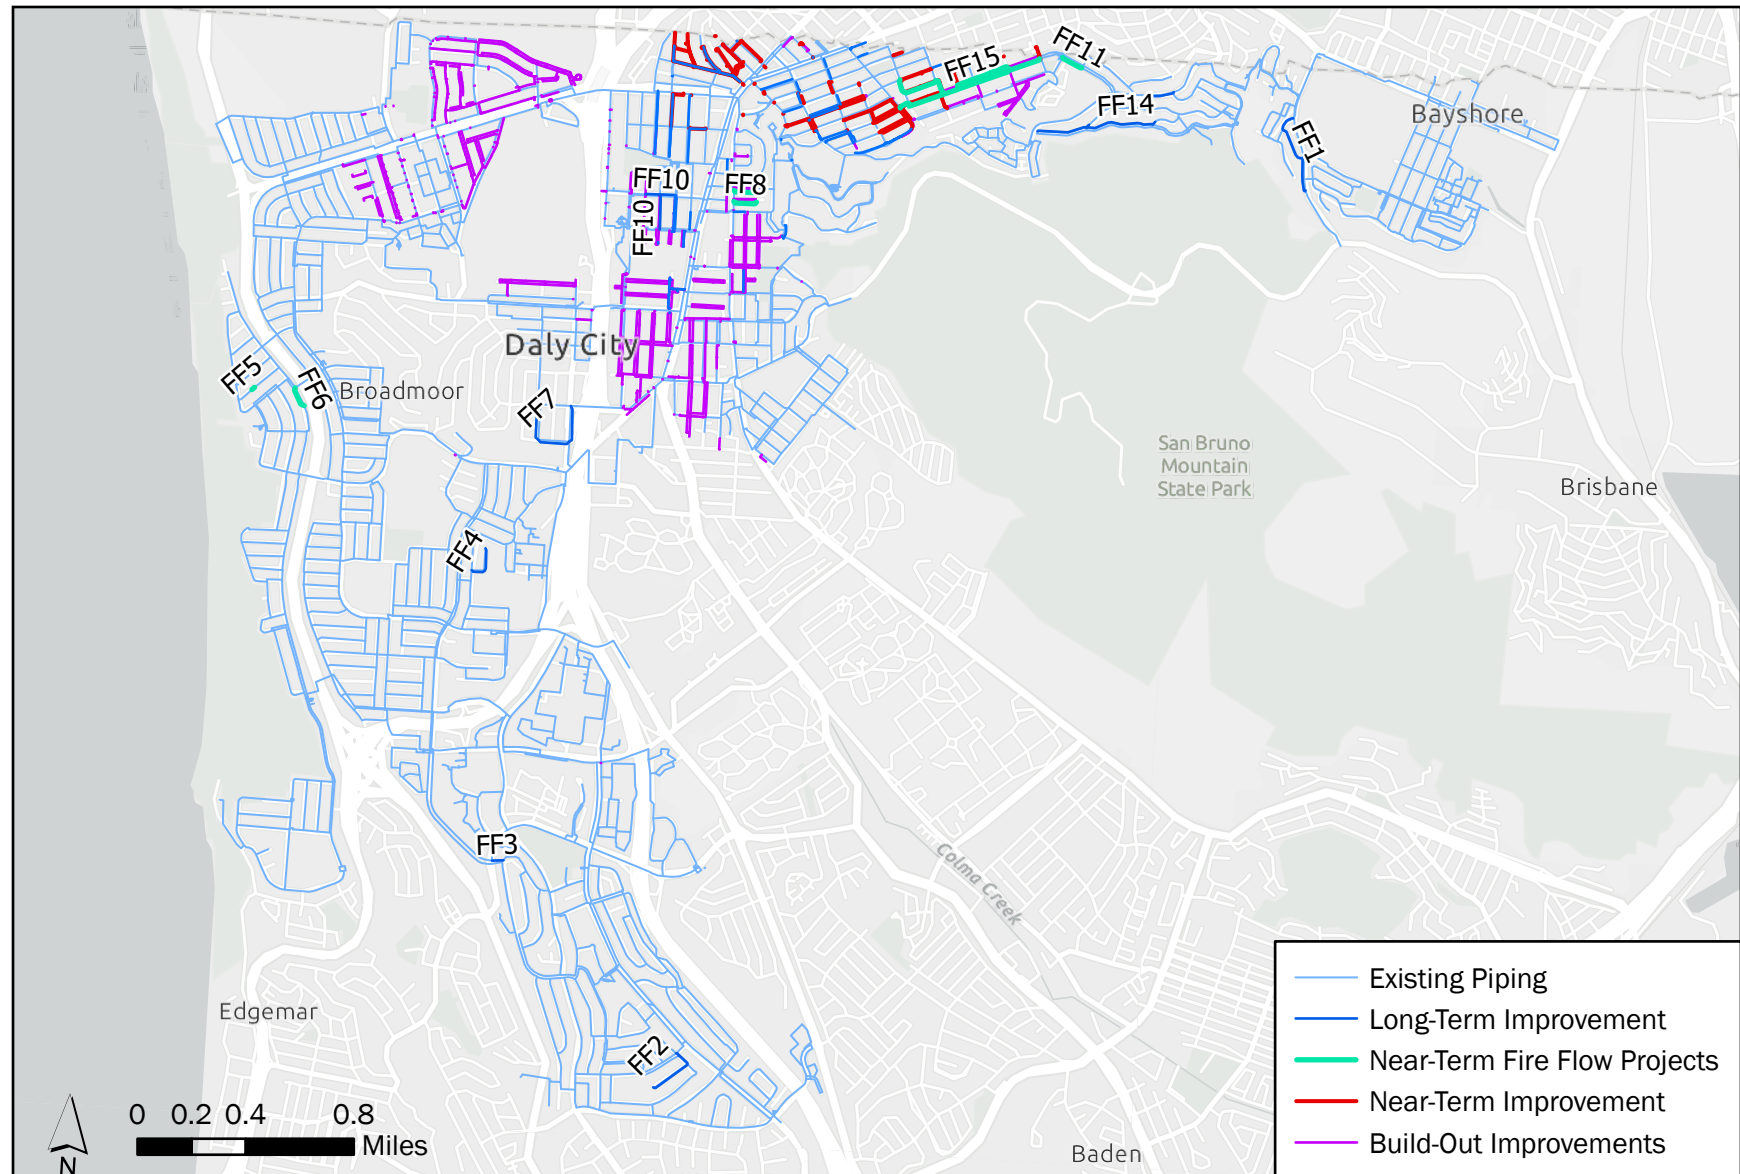 FF11
FF15
FF14
Bayshore
FF1
FF10
FF8
FF10
Daly City
FF5
FF6
Broadmoor
FF7
San Bruno
Mountain
State Park
Brisbane
FF4
FF3
Colma Creek
Edgemar
FF2
Baden
0 0.2 0.4 0.8
Miles
N
Existing Piping
Long-Term Improvement
Near-Term Fire Flow Projects
Near-Term Improvement
Build-Out Improvements